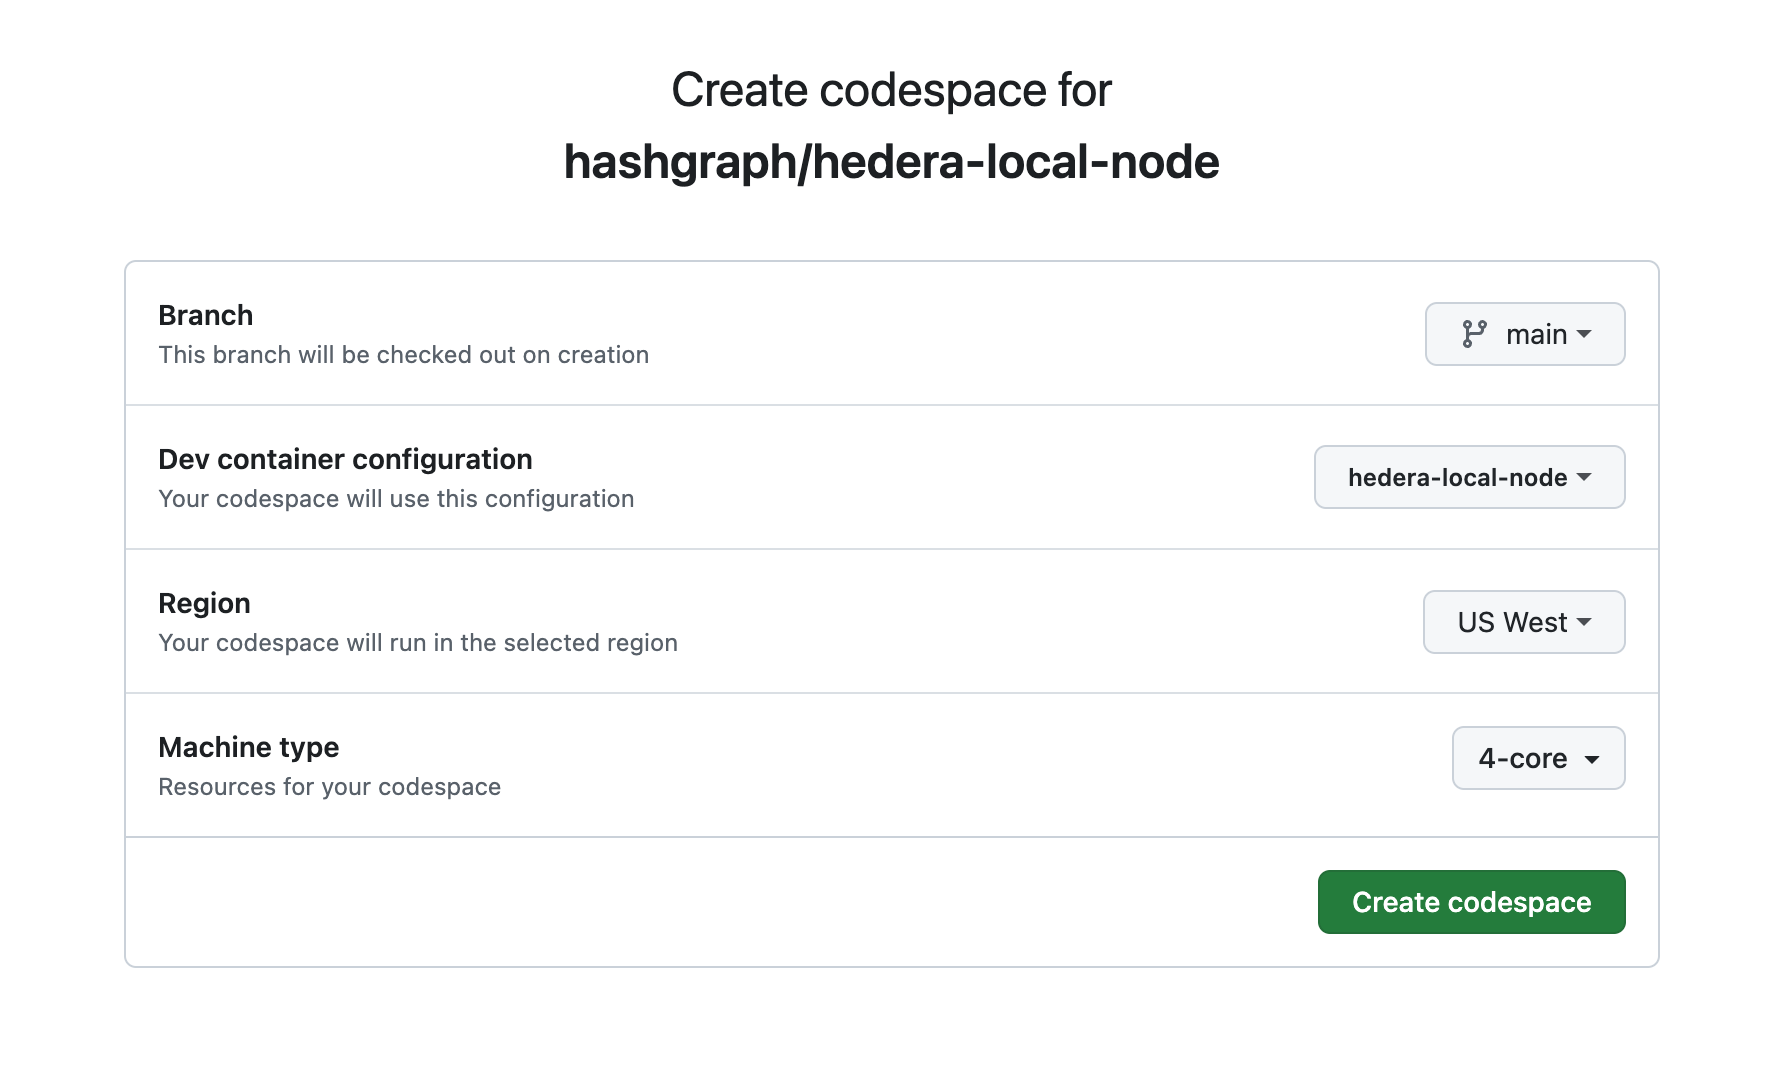 Create codespace for
hashgraph/hedera-local-node
Branch
This branch will be checked out on creation
main
Dev container configuration
Your codespace will use this configuration
hedera-local-node
Region
Your codespace will run in the selected region
US West
Machine type
Resources for your codespace
4-core
Create codespace